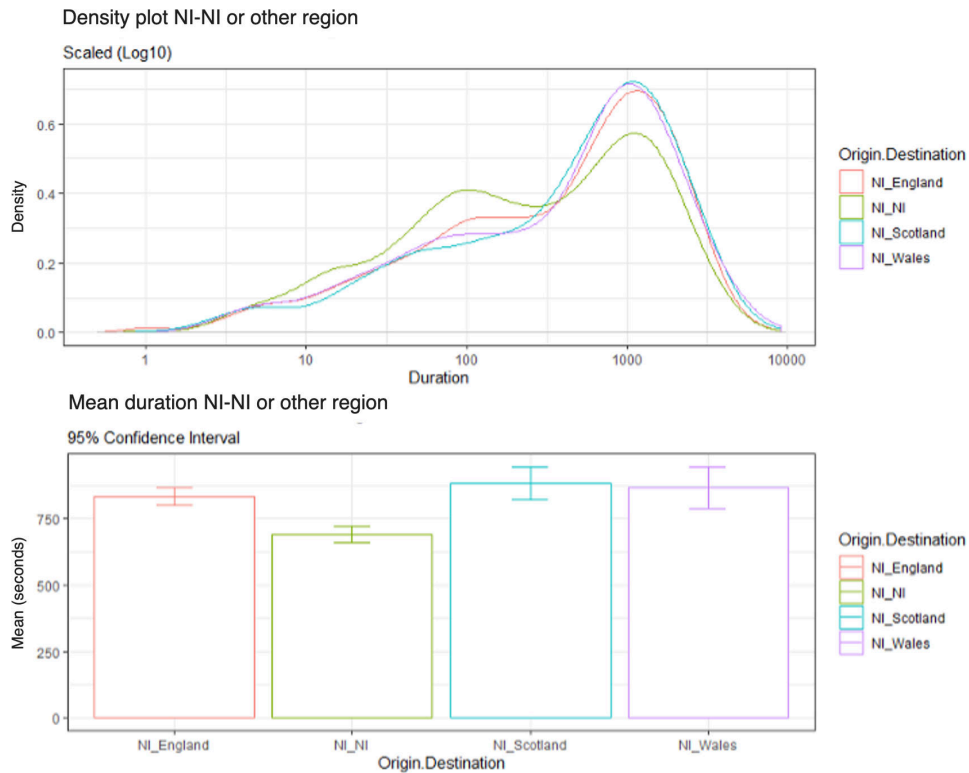 Density plot NI-NI or other region
Scaled (Log10)
0.6
0.4
0.2
0.0
Density
1 10 100 1000 10000
Duration
Origin.Destination
NI_England
NI_NI
NI_Scotland
NI_Wales
Mean duration NI-NI or other region
95% Confidence Interval
750
500
250
0
Mean (seconds)
NI_England NI_NI NI_Scotland NI_Wales
Origin.Destination
Origin.Destination
NI_England
NI_NI
NI_Scotland
NI_Wales